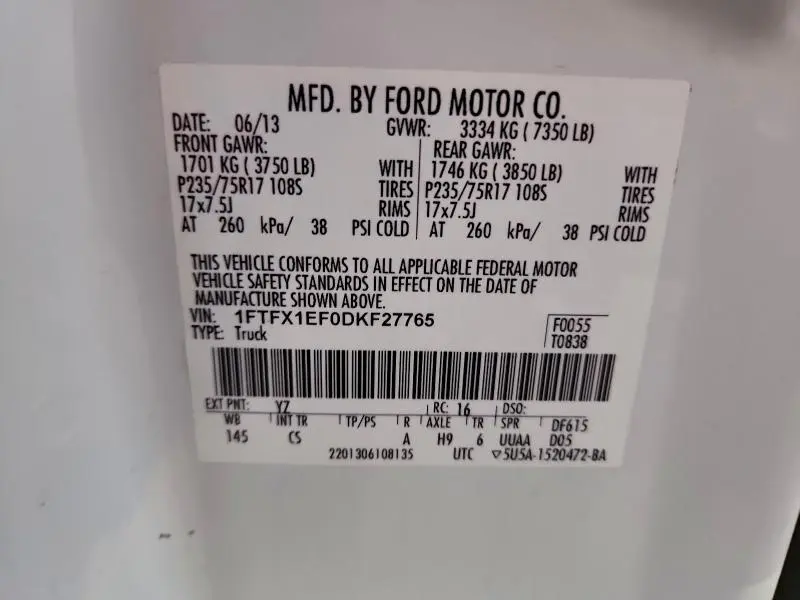 MFD. BY FORD MOTOR CO.
DATE: 06/13 GVWR: 3334 KG ( 7350 LB)
FRONT GAWR: REAR GAWR:
1701 KG ( 3750 LB) WITH 1746 KG ( 3850 LB) WITH
P235/75R17 108S TIRES P235/75R17 108S TIRES
17x7.5J RIMS 17x7.5J RIMS
AT 260 kPa/ 38 PSI COLD AT 260 kPa/ 38 PSI COLD
THIS VEHICLE CONFORMS TO ALL APPLICABLE FEDERAL MOTOR
VEHICLE SAFETY STANDARDS IN EFFECT ON THE DATE OF
MANUFACTURE SHOWN ABOVE.
VIN: 1FTFX1EF0DKF27765 F0055
TYPE: Truck T0838
EXT PNT: YZ RC: 16 DSO:
WB INT TR TP/PS R AXLE TR SPR DF615
145 CS A H9 6 UUAA D05
2201306108135 UTC ▽5U5A-1520472-BA